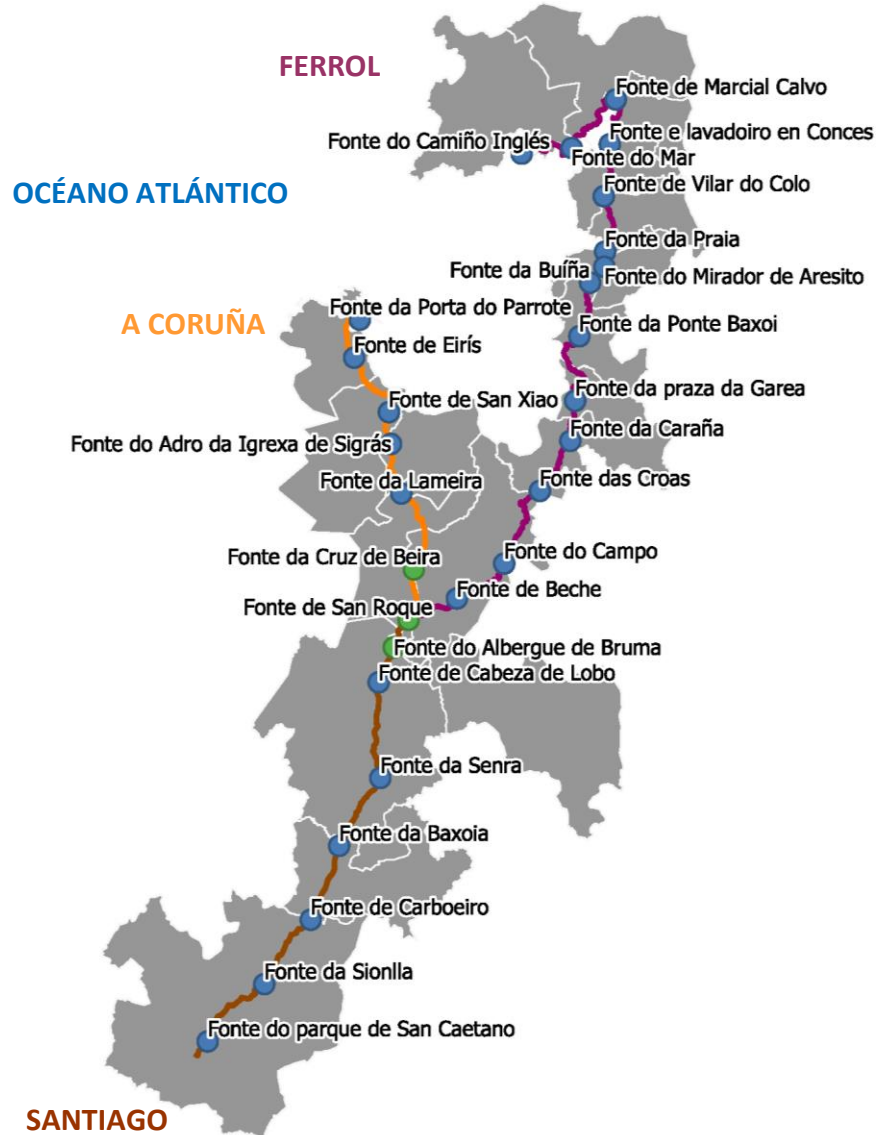 FERROL
Fonte de Marcial Calvo
Fonte do Camiño Inglés
Fonte e lavadoiro en Conces
Fonte do Mar
OCÉANO ATLÁNTICO
Fonte de Vilar do Colo
Fonte da Praia
Fonte da Buíña
Fonte do Mirador de Aresito
A CORUÑA
Fonte da Porta do Parrote
Fonte da Ponte Baxoi
Fonte de Eirís
Fonte de San Xiao
Fonte da praza da Garea
Fonte do Adro da Igrexa de Sigrás
Fonte da Caraña
Fonte da Lameira
Fonte das Croas
Fonte da Cruz de Beira
Fonte do Campo
Fonte de Beche
Fonte de San Roque
Fonte do Albergue de Bruma
Fonte de Cabeza de Lobo
Fonte da Senra
Fonte da Baxoia
Fonte de Carboeiro
Fonte da Sionlla
Fonte do parque de San Caetano
SANTIAGO